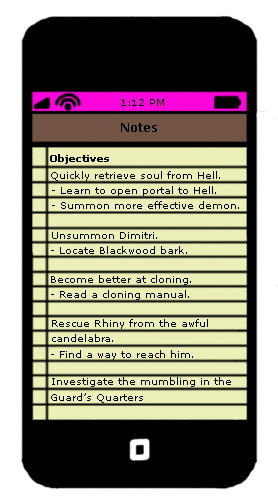 1:12 PM
Notes
Objectives
Quickly retrieve soul from Hell.
- Learn to open portal to Hell.
- Summon more effective demon.
Unsummon Dimitri.
- Locate Blackwood bark.
Become better at cloning.
- Read a cloning manual.
Rescue Rhiny from the awful
candelabra.
- Find a way to reach him.
Investigate the mumbling in the
Guard's Quarters